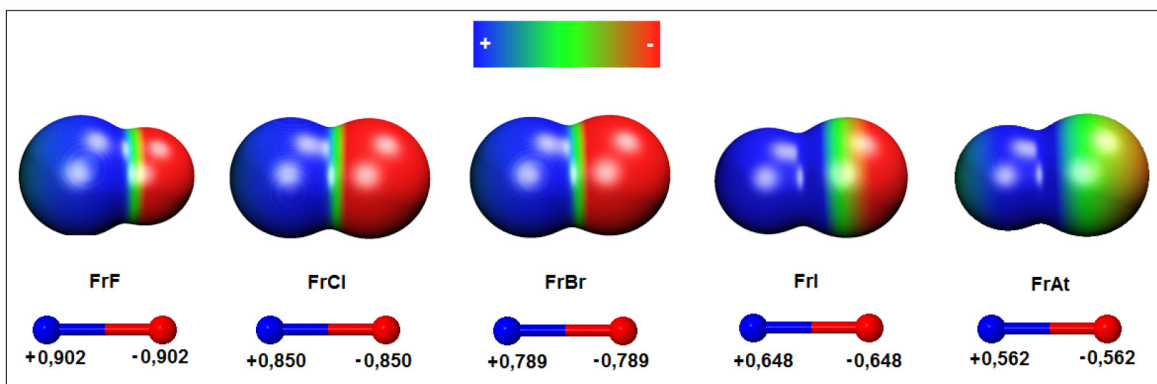 + -
FrF FrCl FrBr FrI FrAt
+0,902 -0,902 +0,850 -0,850 +0,789 -0,789 +0,648 -0,648 +0,562 -0,562